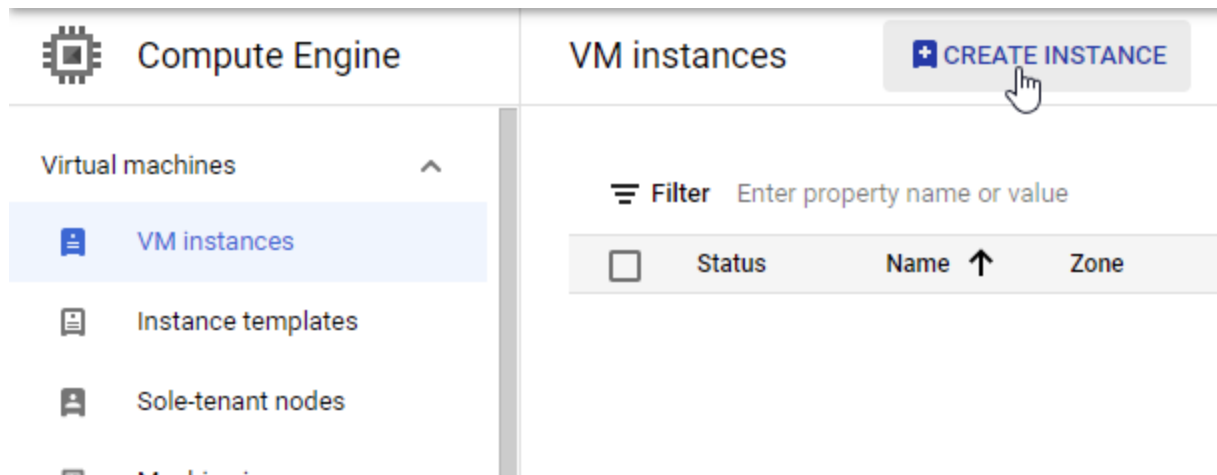 Compute Engine
VM instances
CREATE INSTANCE
Virtual machines
VM instances
Instance templates
Sole-tenant nodes
Filter Enter property name or value
Status Name Zone